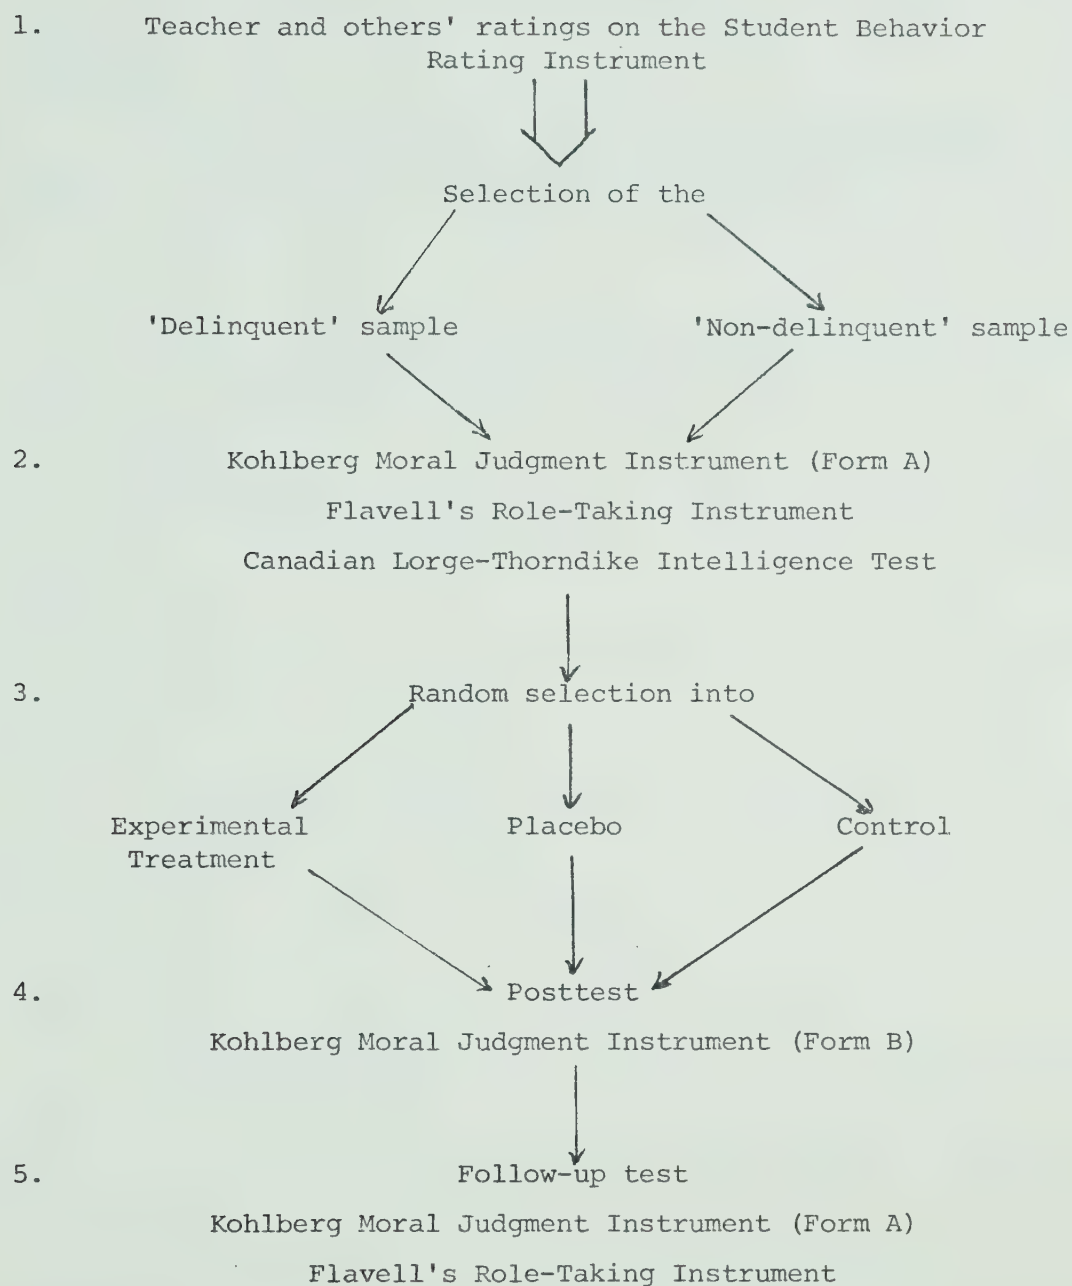 1. Teacher and others' ratings on the Student Behavior
Rating Instrument
Selection of the
'Delinquent' sample 'Non-delinquent' sample
2. Kohlberg Moral Judgment Instrument (Form A)
Flavell's Role-Taking Instrument
Canadian Lorge-Thorndike Intelligence Test
3. Random selection into
Experimental Placebo Control
Treatment
4. Posttest
Kohlberg Moral Judgment Instrument (Form B)
5. Follow-up test
Kohlberg Moral Judgment Instrument (Form A)
Flavell's Role-Taking Instrument